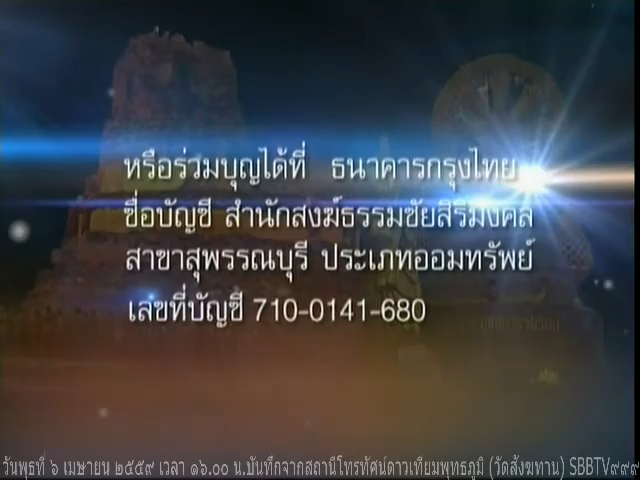 หรือร่วมบุญได้ที่ ธนาคารกรุงไทย
ชื่อบัญชี สำนักสงฆ์ธรรมชัยสิริมงคล
สาขาสุพรรณบุรี ประเภทออมทรัพย์
เลขที่บัญชี 710-0141-680
วันพุธที่ ๖ เมษายน ๒๕๕๙ เวลา ๑๖.๐๐ น.บันทึกจากสถานีโทรทัศน์ดาวเทียมพุทธภูมิ (วัดสังฆทาน) SBBTV๙๙๙